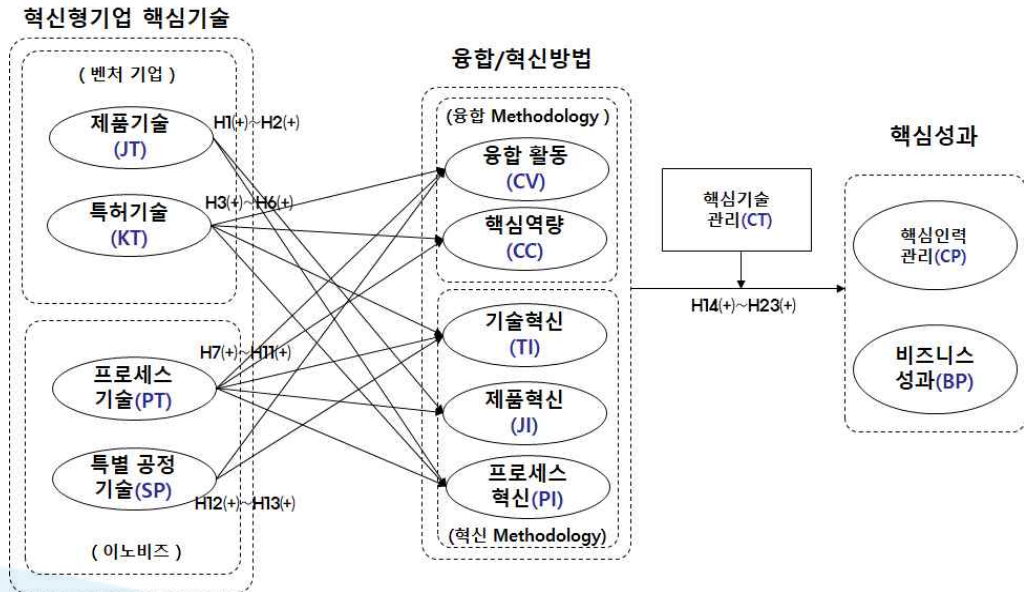 혁신형기업 핵심기술
( 벤처 기업 )
제품기술
(JT)
H1(+)~H2(+)
특허기술
(KT)
H3(+)~H6(+)
프로세스
기술(PT)
H7(+)~H11(+)
특별 공정
기술(SP)
H12(+)~H13(+)
( 이노비즈 )
융합/혁신방법
(융합 Methodology )
융합 활동
(CV)
핵심역량
(CC)
기술혁신
(TI)
제품혁신
(JI)
프로세스
혁신(PI)
(혁신 Methodology)
핵심기술
관리(CT)
H14(+)~H23(+)
핵심성과
핵심인력
관리(CP)
비즈니스
성과(BP)